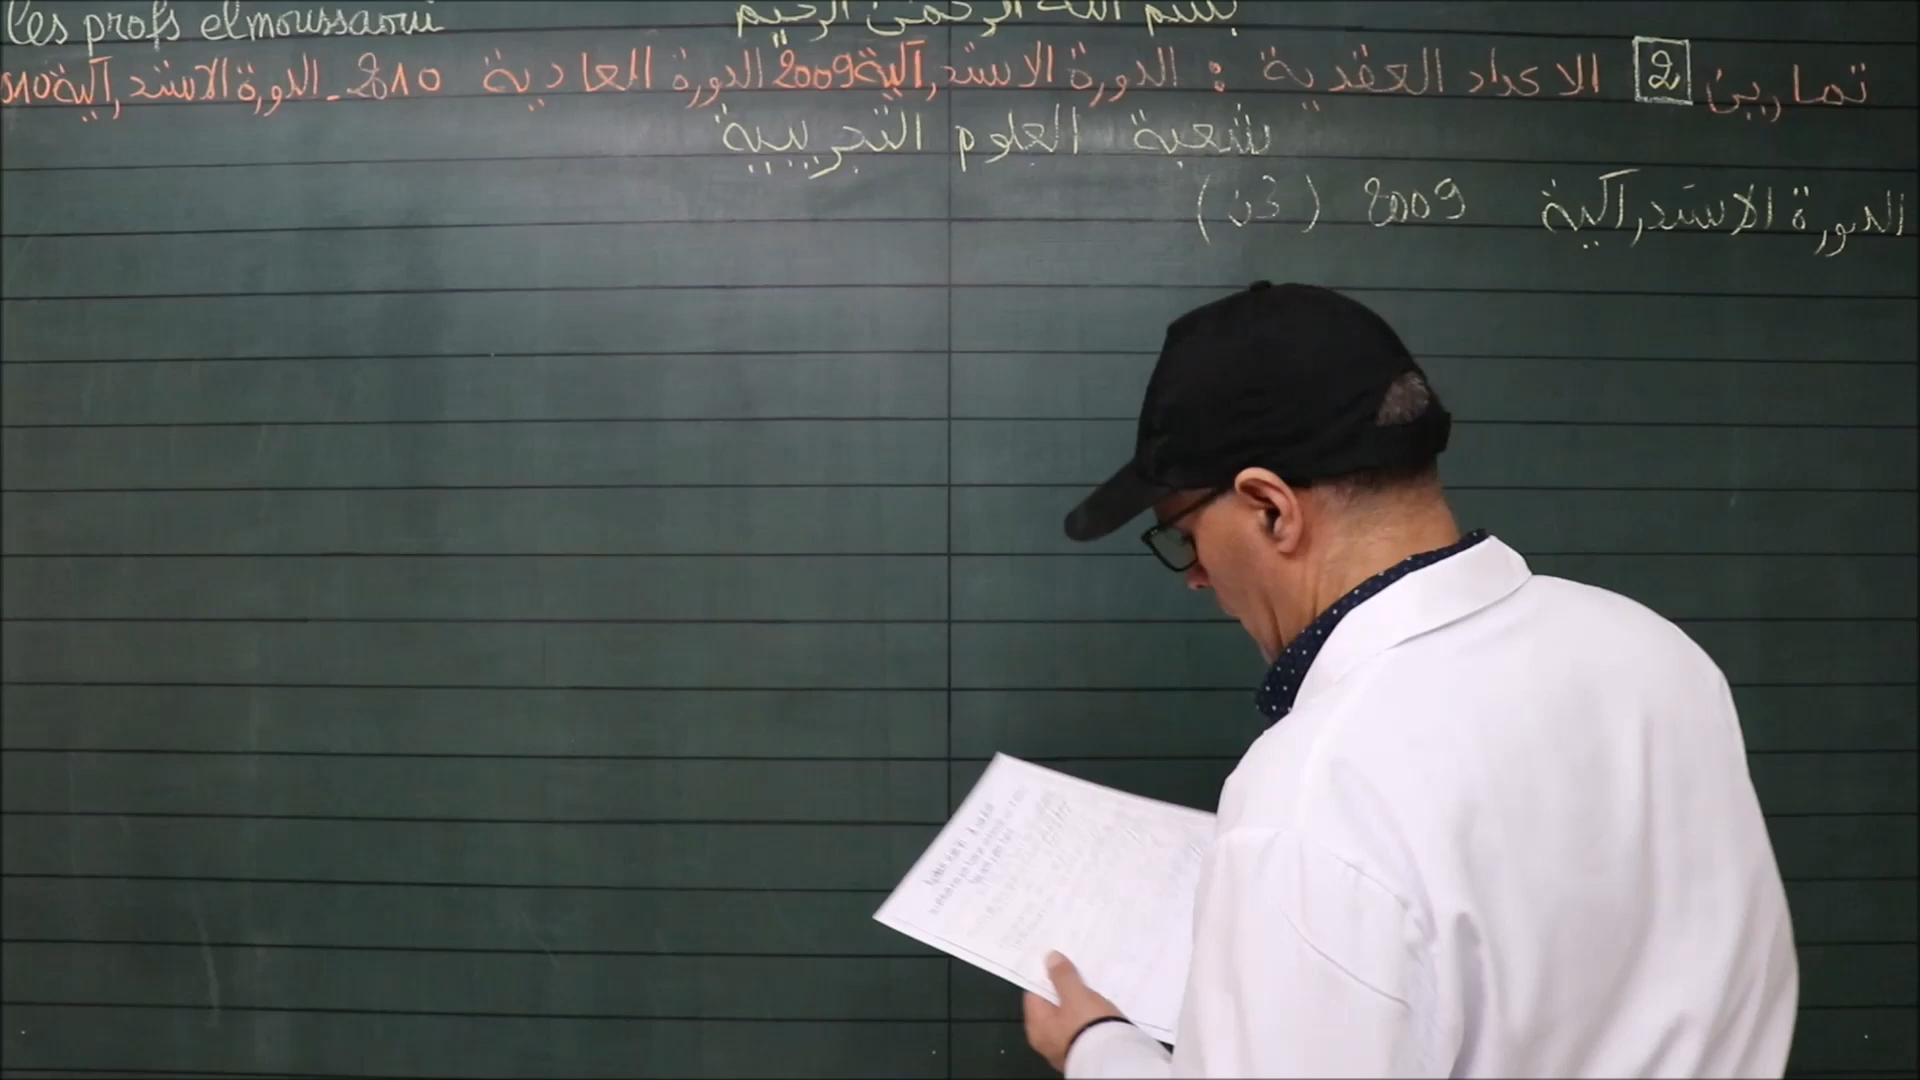 les profs elmoussaoui
بسم الله الرحمن الرحيم
تمارين 2 الاعداد العقدية : الدورة الاستدراكية 2009 الدورة العادية 2010 - الدورة الاستدراكية 010
شعبة العلوم التجريبية
الدورة الاستدراكية 2009 (3ن)